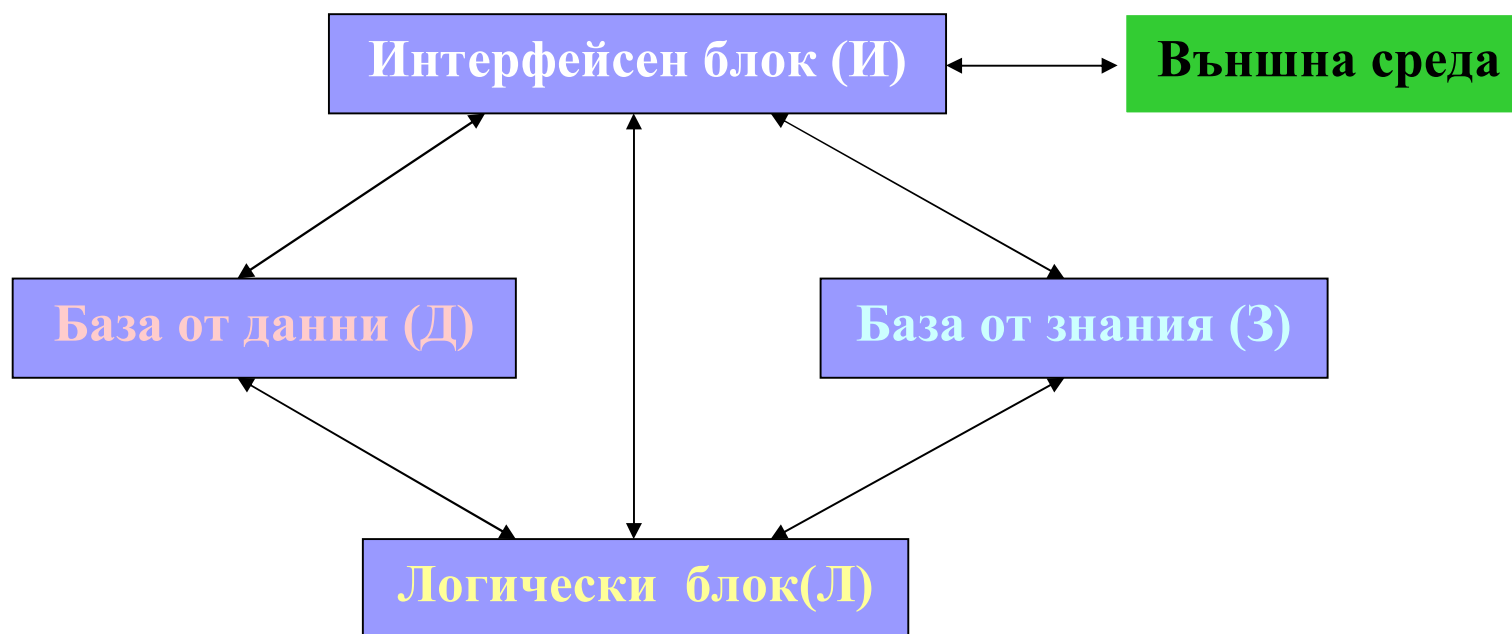 Интерфейсен блок (И)
Външна среда
База от данни (Д)
База от знания (З)
Логически блок(Л)